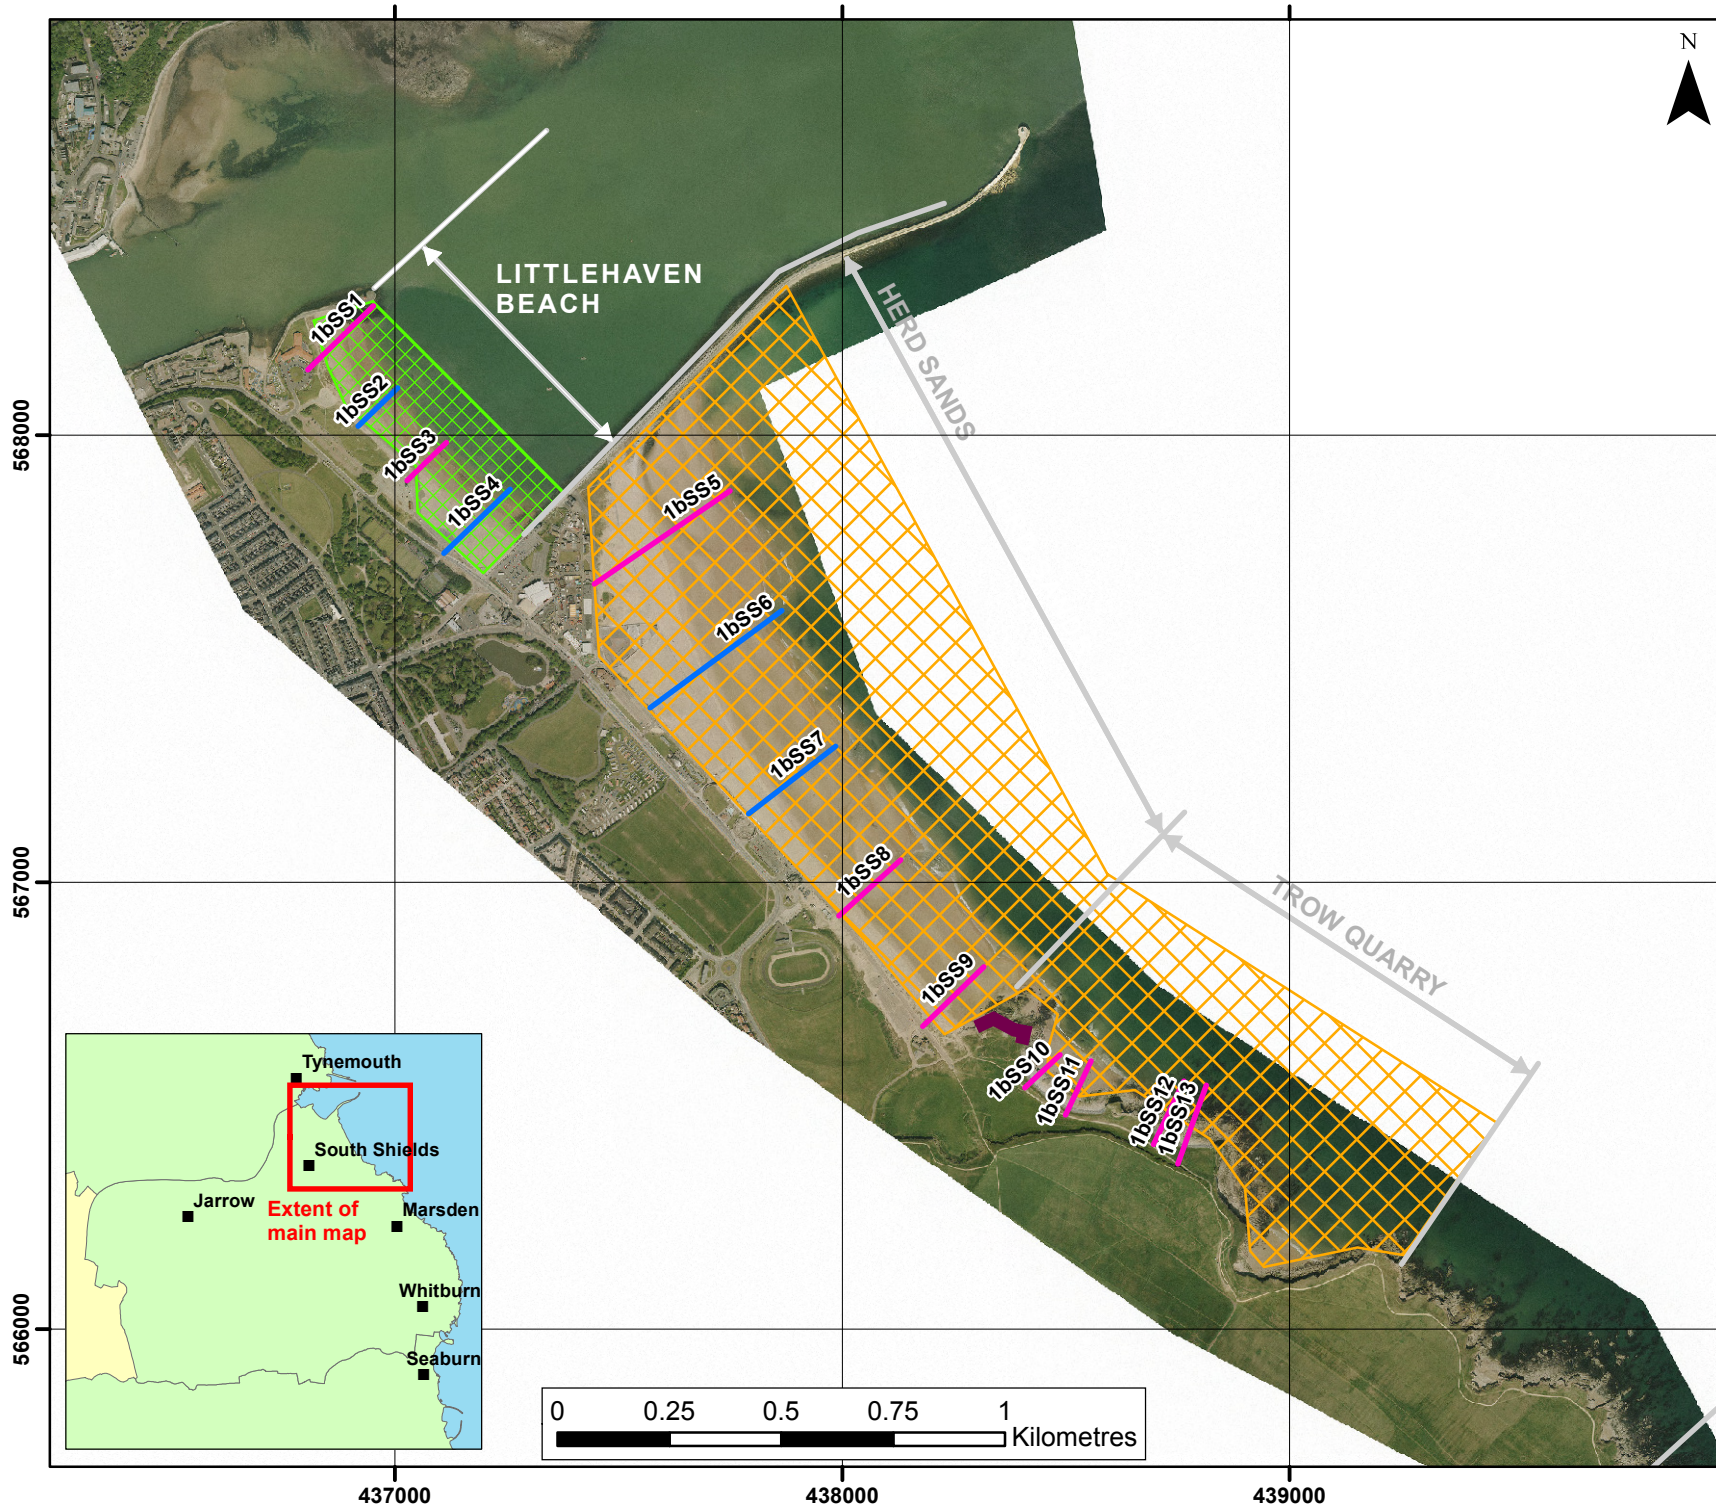 N
LITTLEHAVEN
BEACH
HERD SANDS
TROW QUARRY
1bSS1
1bSS2
1bSS3
1bSS4
1bSS5
1bSS6
1bSS7
1bSS8
1bSS9
1bSS10
1bSS11
1bSS12
1bSS13
568000
567000
566000
Tynemouth
South Shields
Jarrow
Extent of
main map
Marsden
Whitburn
Seaburn
0 0.25 0.5 0.75 1
Kilometres
437000 438000 439000